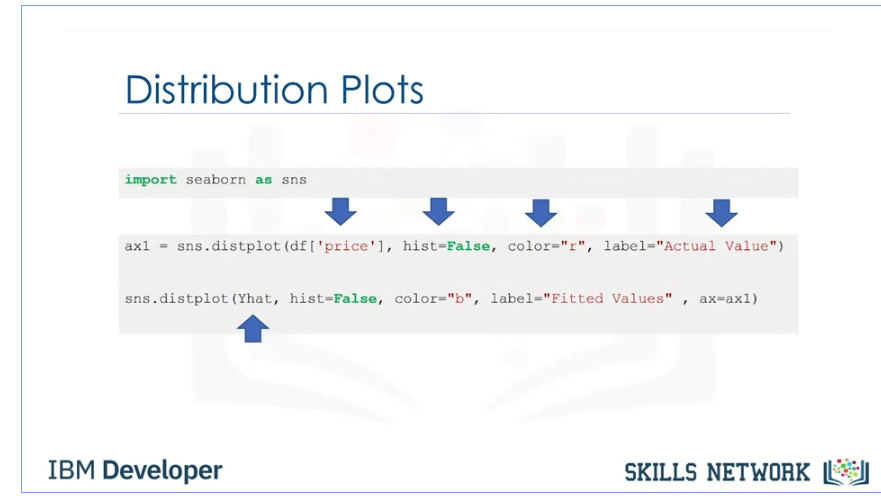 Distribution Plots
import seaborn as sns
ax1 = sns.distplot(df['price'], hist=False, color="r", label="Actual Value")
sns.distplot(Yhat, hist=False, color="b", label="Fitted Values" , ax=ax1)
IBM Developer
SKILLS NETWORK